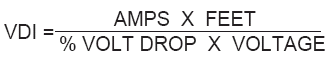 VDI = AMPS X FEET
% VOLT DROP X VOLTAGE